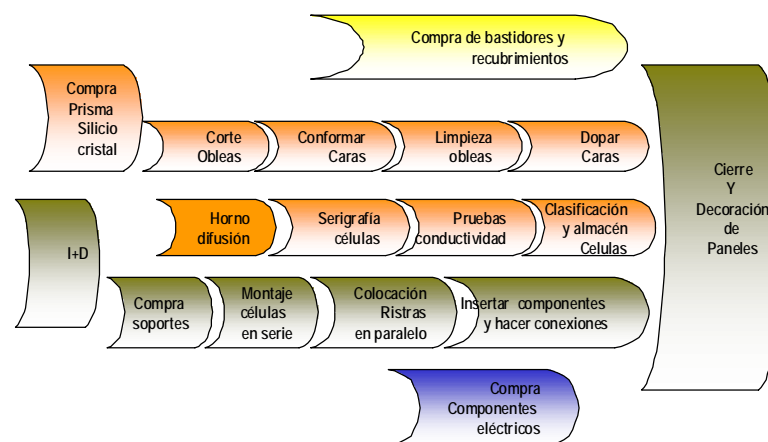 Compra de bastidores y
recubrimientos
Compra
Prisma
Silicio
cristal
Corte
Obleas
Conformar
Caras
Limpieza
obleas
Dopar
Caras
Cierre
Y
Decoración
de
Paneles
I+D
Horno
difusión
Serigrafía
células
Pruebas
conductividad
Clasificación
y almacén
Celulas
Compra
soportes
Montaje
células
en serie
Colocación
Ristras
en paralelo
Insertar componentes
y hacer conexiones
Compra
Componentes
eléctricos